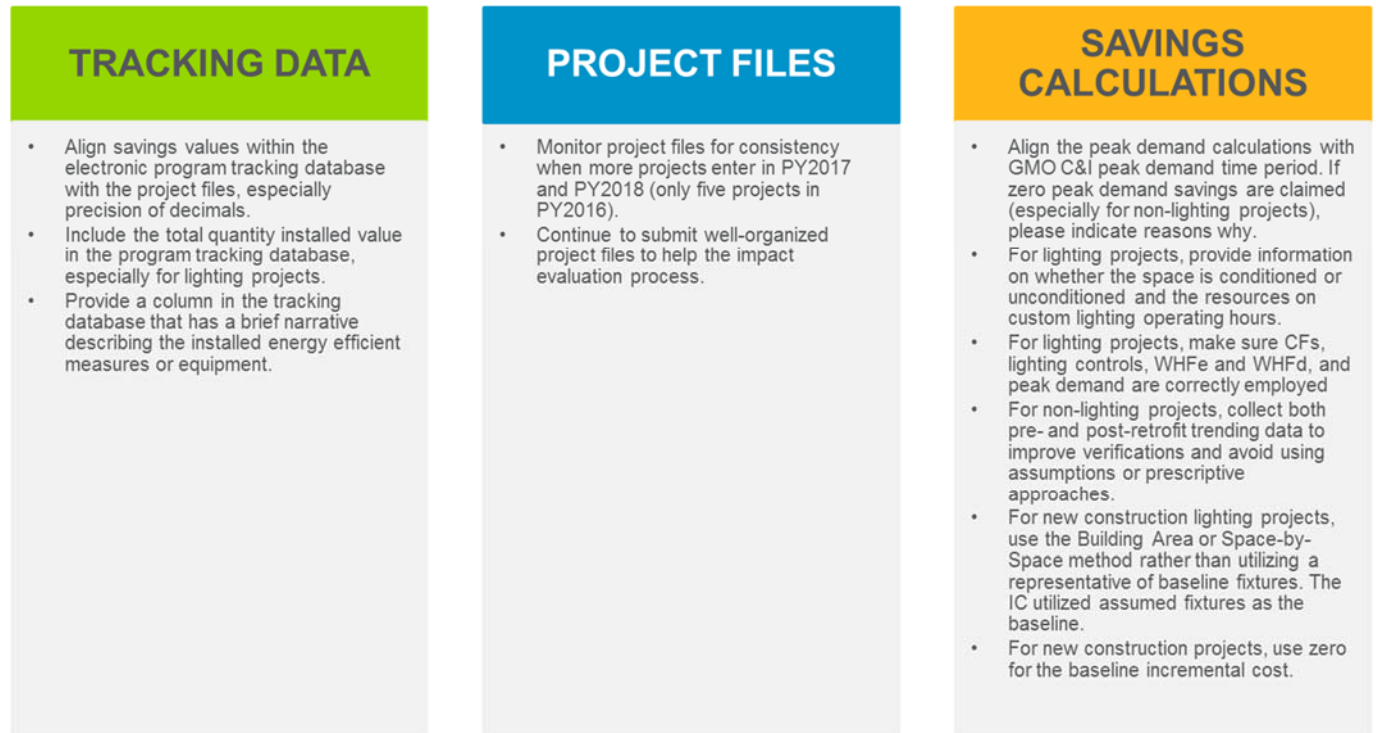 TRACKING DATA
• Align savings values within the
electronic program tracking database
with the project files, especially
precision of decimals.
• Include the total quantity installed value
in the program tracking database,
especially for lighting projects.
• Provide a column in the tracking
database that has a brief narrative
describing the installed energy efficient
measures or equipment.
PROJECT FILES
• Monitor project files for consistency
when more projects enter in PY2017
and PY2018 (only five projects in
PY2016).
• Continue to submit well-organized
project files to help the impact
evaluation process.
SAVINGS
CALCULATIONS
• Align the peak demand calculations with
GMO C&I peak demand time period. If
zero peak demand savings are claimed
(especially for non-lighting projects),
please indicate reasons why.
• For lighting projects, provide information
on whether the space is conditioned or
unconditioned and the resources on
custom lighting operating hours.
• For lighting projects, make sure CFs,
lighting controls, WHFe and WHFd, and
peak demand are correctly employed
• For non-lighting projects, collect both
pre- and post-retrofit trending data to
improve verifications and avoid using
assumptions or prescriptive
approaches.
• For new construction lighting projects,
use the Building Area or Space-by-
Space method rather than utilizing a
representative of baseline fixtures. The
IC utilized assumed fixtures as the
baseline.
• For new construction projects, use zero
for the baseline incremental cost.